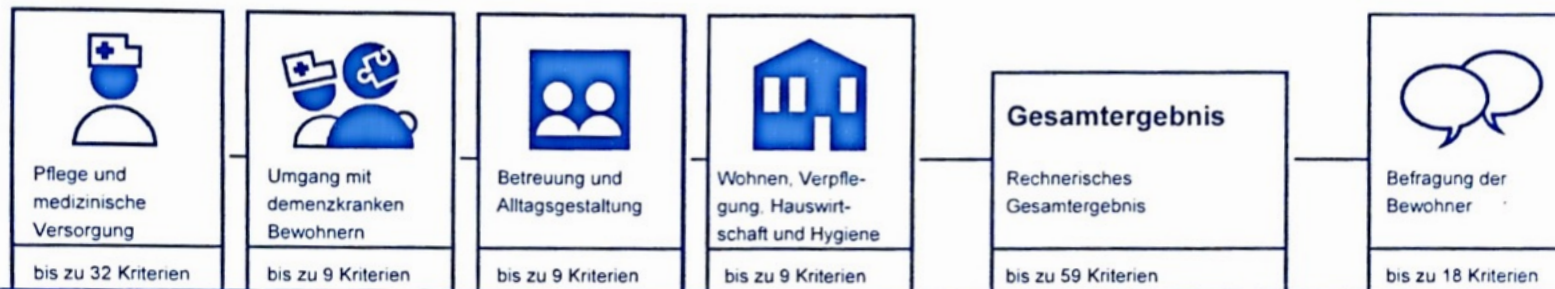 Pflege und
medizinische
Versorgung
bis zu 32 Kriterien
Umgang mit
demenzkranken
Bewohnern
bis zu 9 Kriterien
Betreuung und
Alltagsgestaltung
bis zu 9 Kriterien
Wohnen, Verpfle-
gung, Hauswirt-
schaft und Hygiene
bis zu 9 Kriterien
Gesamtergebnis
Rechnerisches
Gesamtergebnis
bis zu 59 Kriterien
Befragung der
Bewohner
bis zu 18 Kriterien